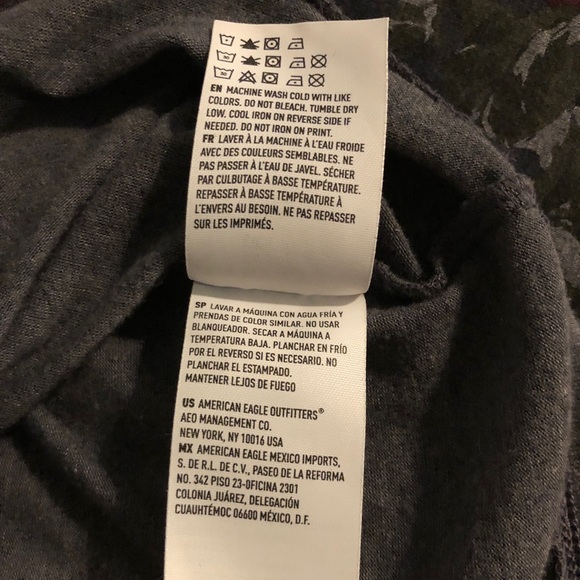 EN MACHINE WASH COLD WITH LIKE
COLORS. DO NOT BLEACH. TUMBLE DRY
LOW. COOL IRON ON REVERSE SIDE IF
NEEDED. DO NOT IRON ON PRINT.
FR LAVER À LA MACHINE À L'EAU FROIDE
AVEC DES COULEURS SEMBLABLES. NE
PAS PASSER À L'EAU DE JAVEL. SÉCHER
PAR CULBUTAGE À BASSE TEMPÉRATURE.
REPASSER À BASSE TEMPÉRATURE À
L'ENVERS AU BESOIN. NE PAS REPASSER
SUR LES IMPRIMÉS.
SP LAVAR A MÁQUINA CON AGUA FRÍA Y
PRENDAS DE COLOR SIMILAR. NO USAR
BLANQUEADOR. SECAR A MÁQUINA A
TEMPERATURA BAJA. PLANCHAR EN FRÍO
POR EL REVERSO SI ES NECESARIO. NO
PLANCHAR EL ESTAMPADO.
MANTENER LEJOS DE FUEGO
US AMERICAN EAGLE OUTFITTERS®
AEO MANAGEMENT CO.
NEW YORK, NY 10016 USA
MX AMERICAN EAGLE MEXICO IMPORTS,
S. DE R.L. DE C.V., PASEO DE LA REFORMA
NO. 342 PISO 23-OFICINA 2301
COLONIA JUÁREZ, DELEGACIÓN
CUAUHTÉMOC 06600 MÉXICO, D.F.